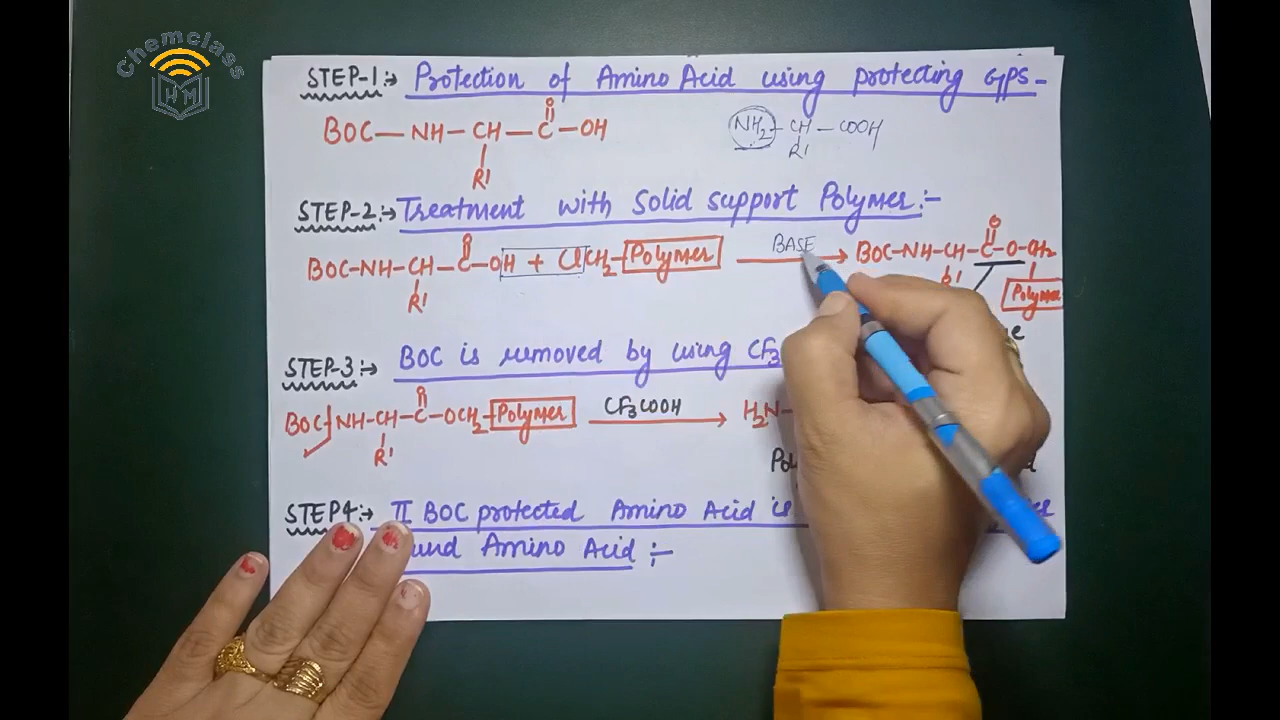 Chemclass
HM
STEP-1:→ Protection of Amino Acid using protecting GPS-
BOC— NH— CH — C —OH
O
R'
NH2 — CH — COOH
R'
STEP-2:→ Treatment with Solid support Polymer:-
BOC-NH-CH-C-OH + ClCH2-Polymer BASE → BOC-NH-CH-C-O-CH2
O
R'
O
R'
Polymer
STEP-3:→ BOC is removed by using CF3
BOC-NH-CH-C-OCH2-Polymer CF3COOH → H2N-
O
R'
STEP4:→ II BOC protected Amino Acid is
Amino Acid :-